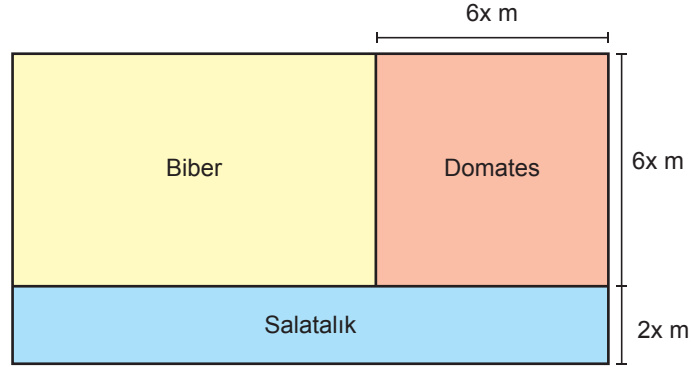 6x m
Biber
Domates
6x m
Salatalık
2x m